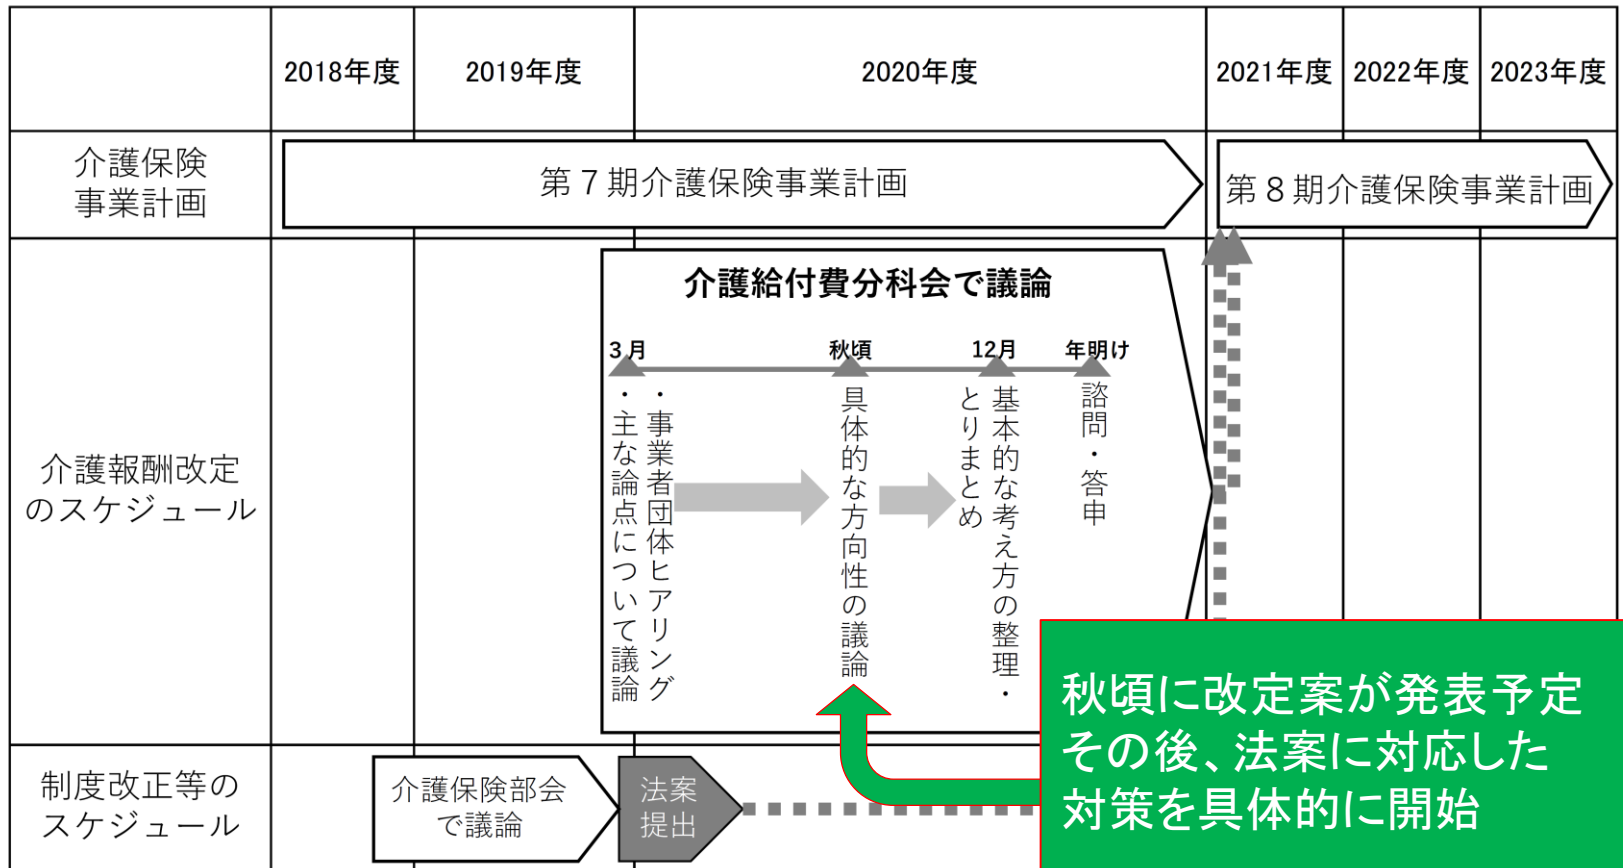 2018年度
2019年度
2020年度
2021年度
2022年度
2023年度
介護保険
事業計画
第７期介護保険事業計画
第８期介護保険事業計画
介護報酬改定
のスケジュール
介護給付費分科会で議論
３月
秋頃
12月
年明け
・事業者団体ヒアリング
・主な論点について議論
具体的な方向性の議論
基本的な考え方の整理・
とりまとめ
諮問・答申
制度改正等の
スケジュール
介護保険部会
で議論
法案
提出
秋頃に改定案が発表予定
その後、法案に対応した
対策を具体的に開始